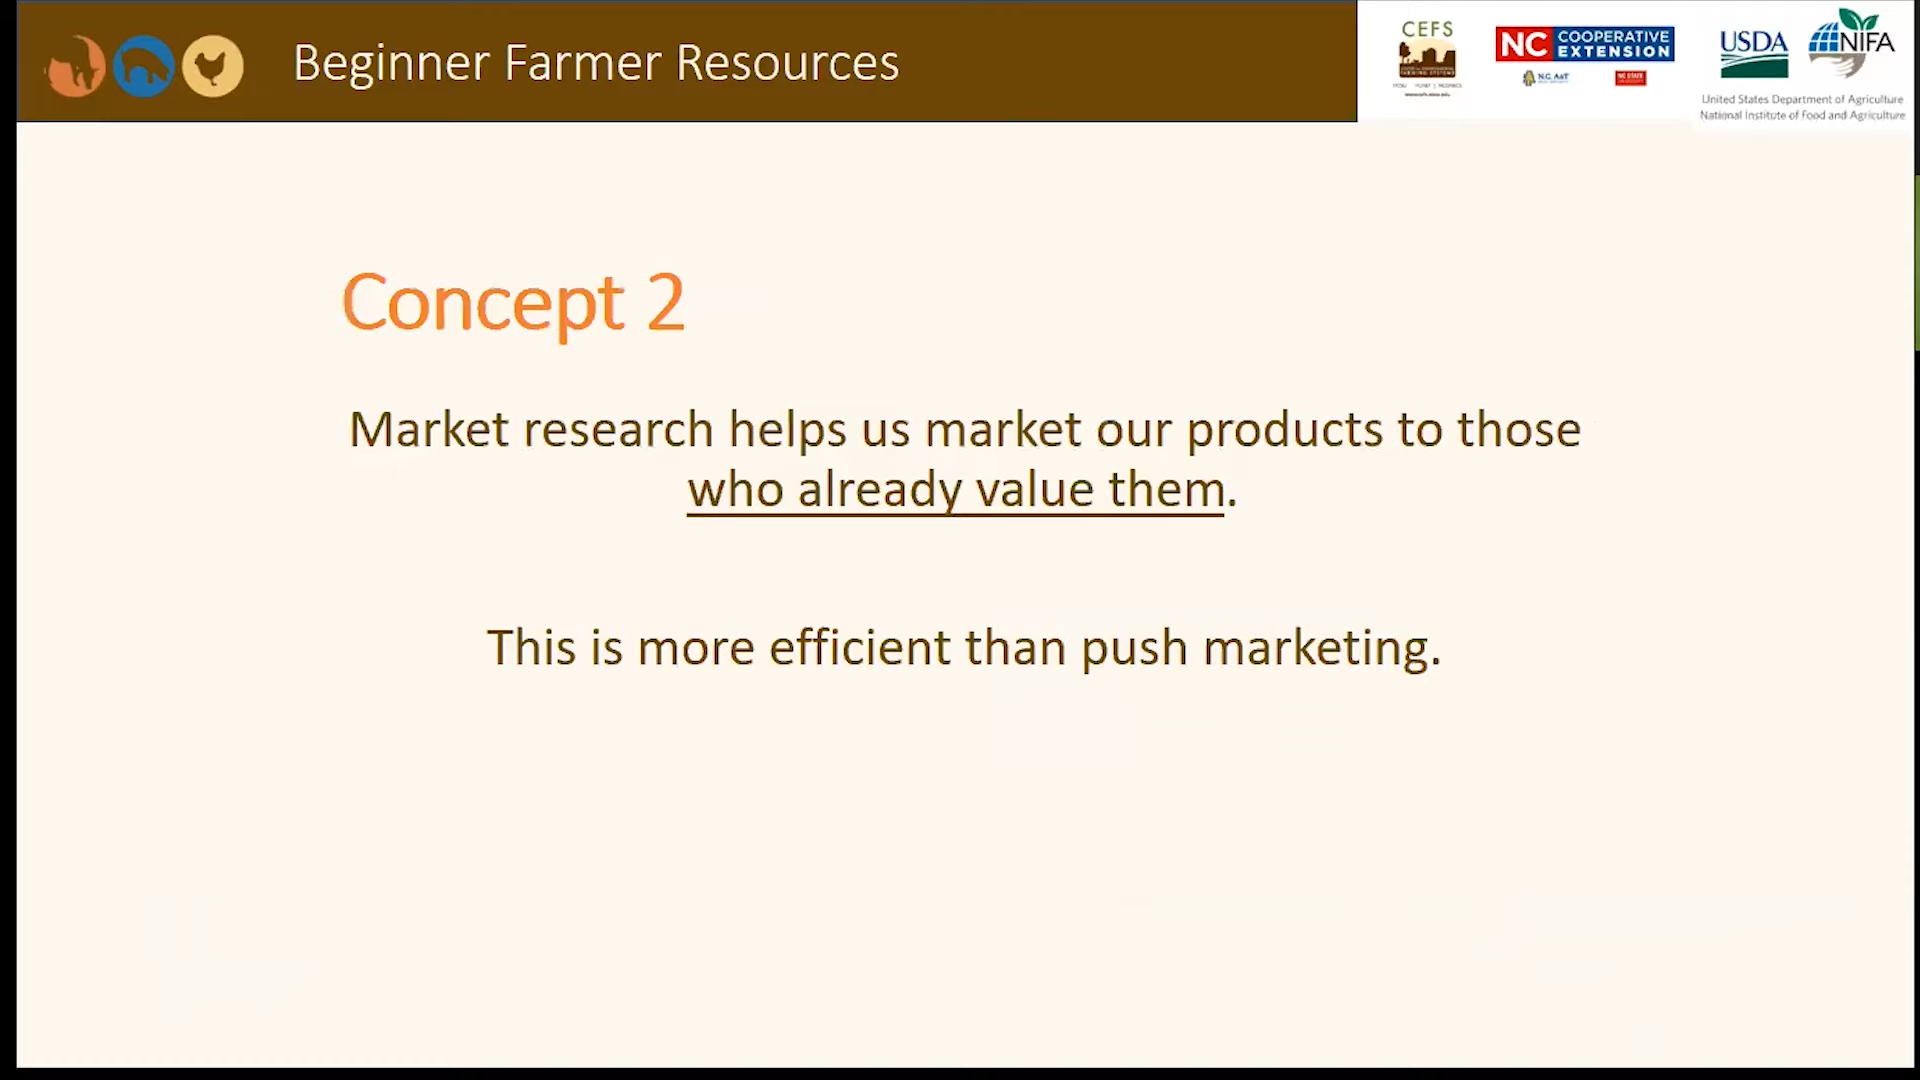 Beginner Farmer Resources
CEFS
NC COOPERATIVE
EXTENSION
N.C. A&T
NC STATE
USDA
NIFA
United States Department of Agriculture
National Institute of Food and Agriculture
Concept 2
Market research helps us market our products to those
who already value them.
This is more efficient than push marketing.